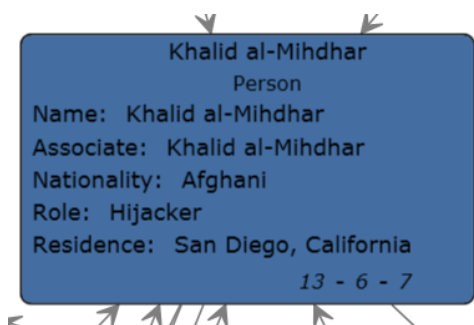 Khalid al-Mihdhar
Person
Name: Khalid al-Mihdhar
Associate: Khalid al-Mihdhar
Nationality: Afghani
Role: Hijacker
Residence: San Diego, California
13 - 6 - 7